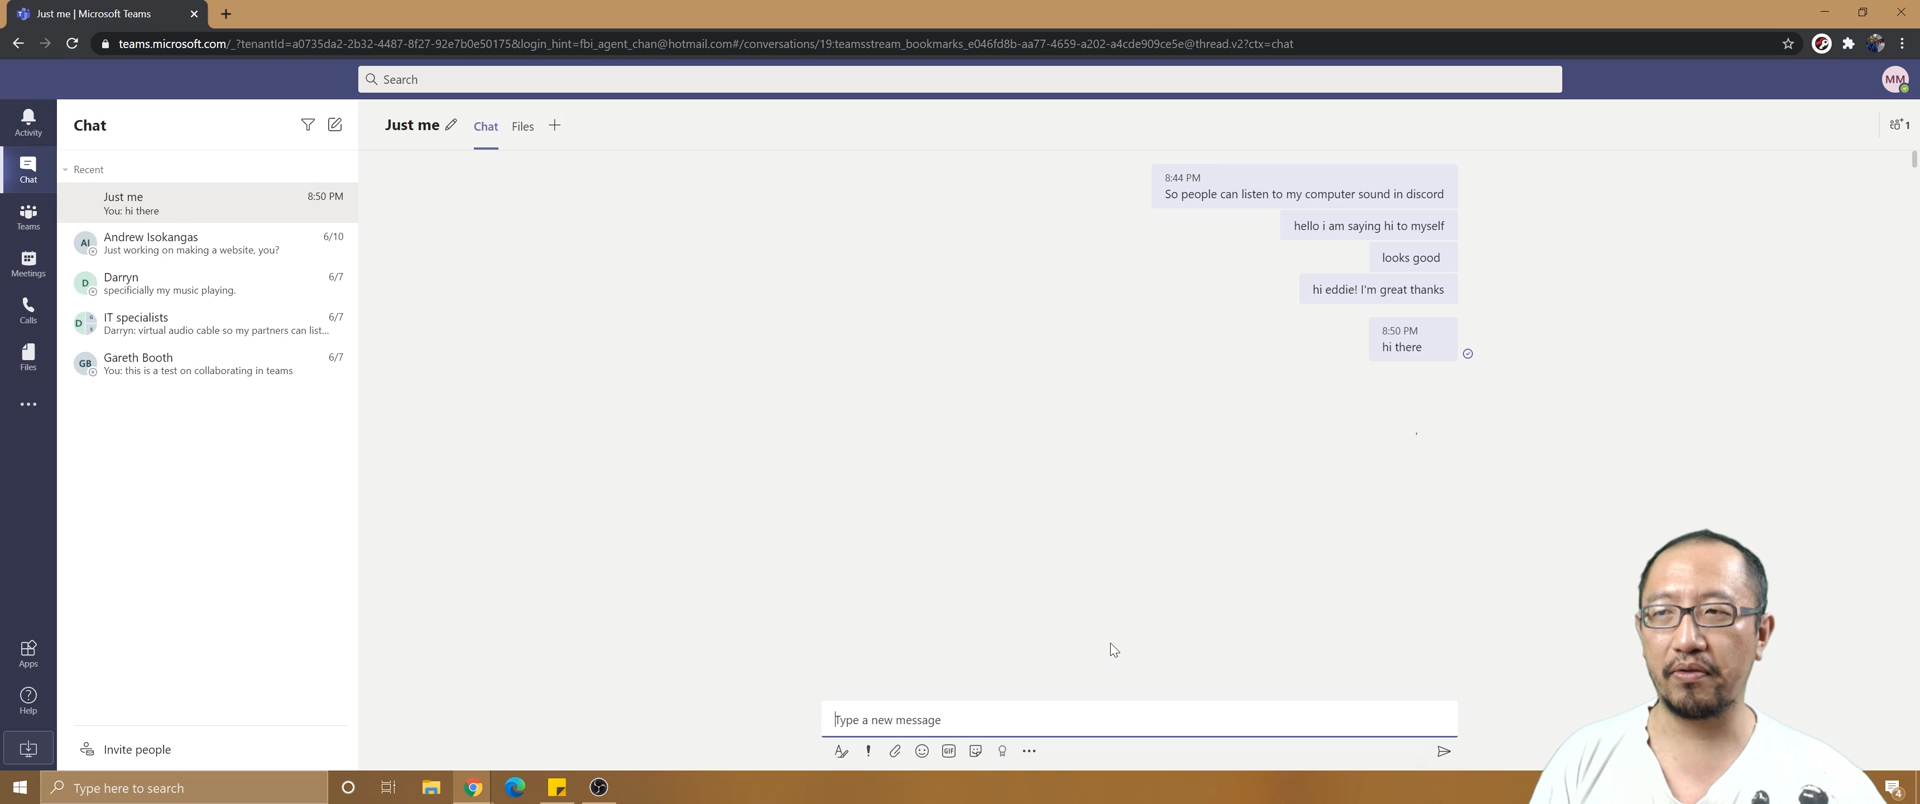 Just me | Microsoft Teams
teams.microsoft.com/_?tenantId=a0735da2-2b32-4487-8f27-92e7b0e50175&login_hint=fbi_agent_chan@hotmail.com#/conversations/19:teamsstream_bookmarks_e046fd8b-aa77-4659-a202-a4cde909ce5e@thread.v2?ctx=chat
Search
MM
Activity
Chat
Teams
Meetings
Calls
Files
Apps
Help
Chat
Recent
Just me 8:50 PM
You: hi there
AI Andrew Isokangas 6/10
Just working on making a website, you?
D Darryn 6/7
specificially my music playing.
D G S IT specialists 6/7
Darryn: virtual audio cable so my partners can list...
GB Gareth Booth 6/7
You: this is a test on collaborating in teams
Invite people
Just me Chat Files
1
8:44 PM
So people can listen to my computer sound in discord
hello i am saying hi to myself
looks good
hi eddie! I'm great thanks
8:50 PM
hi there
,
Type a new message
GIF
Type here to search
4